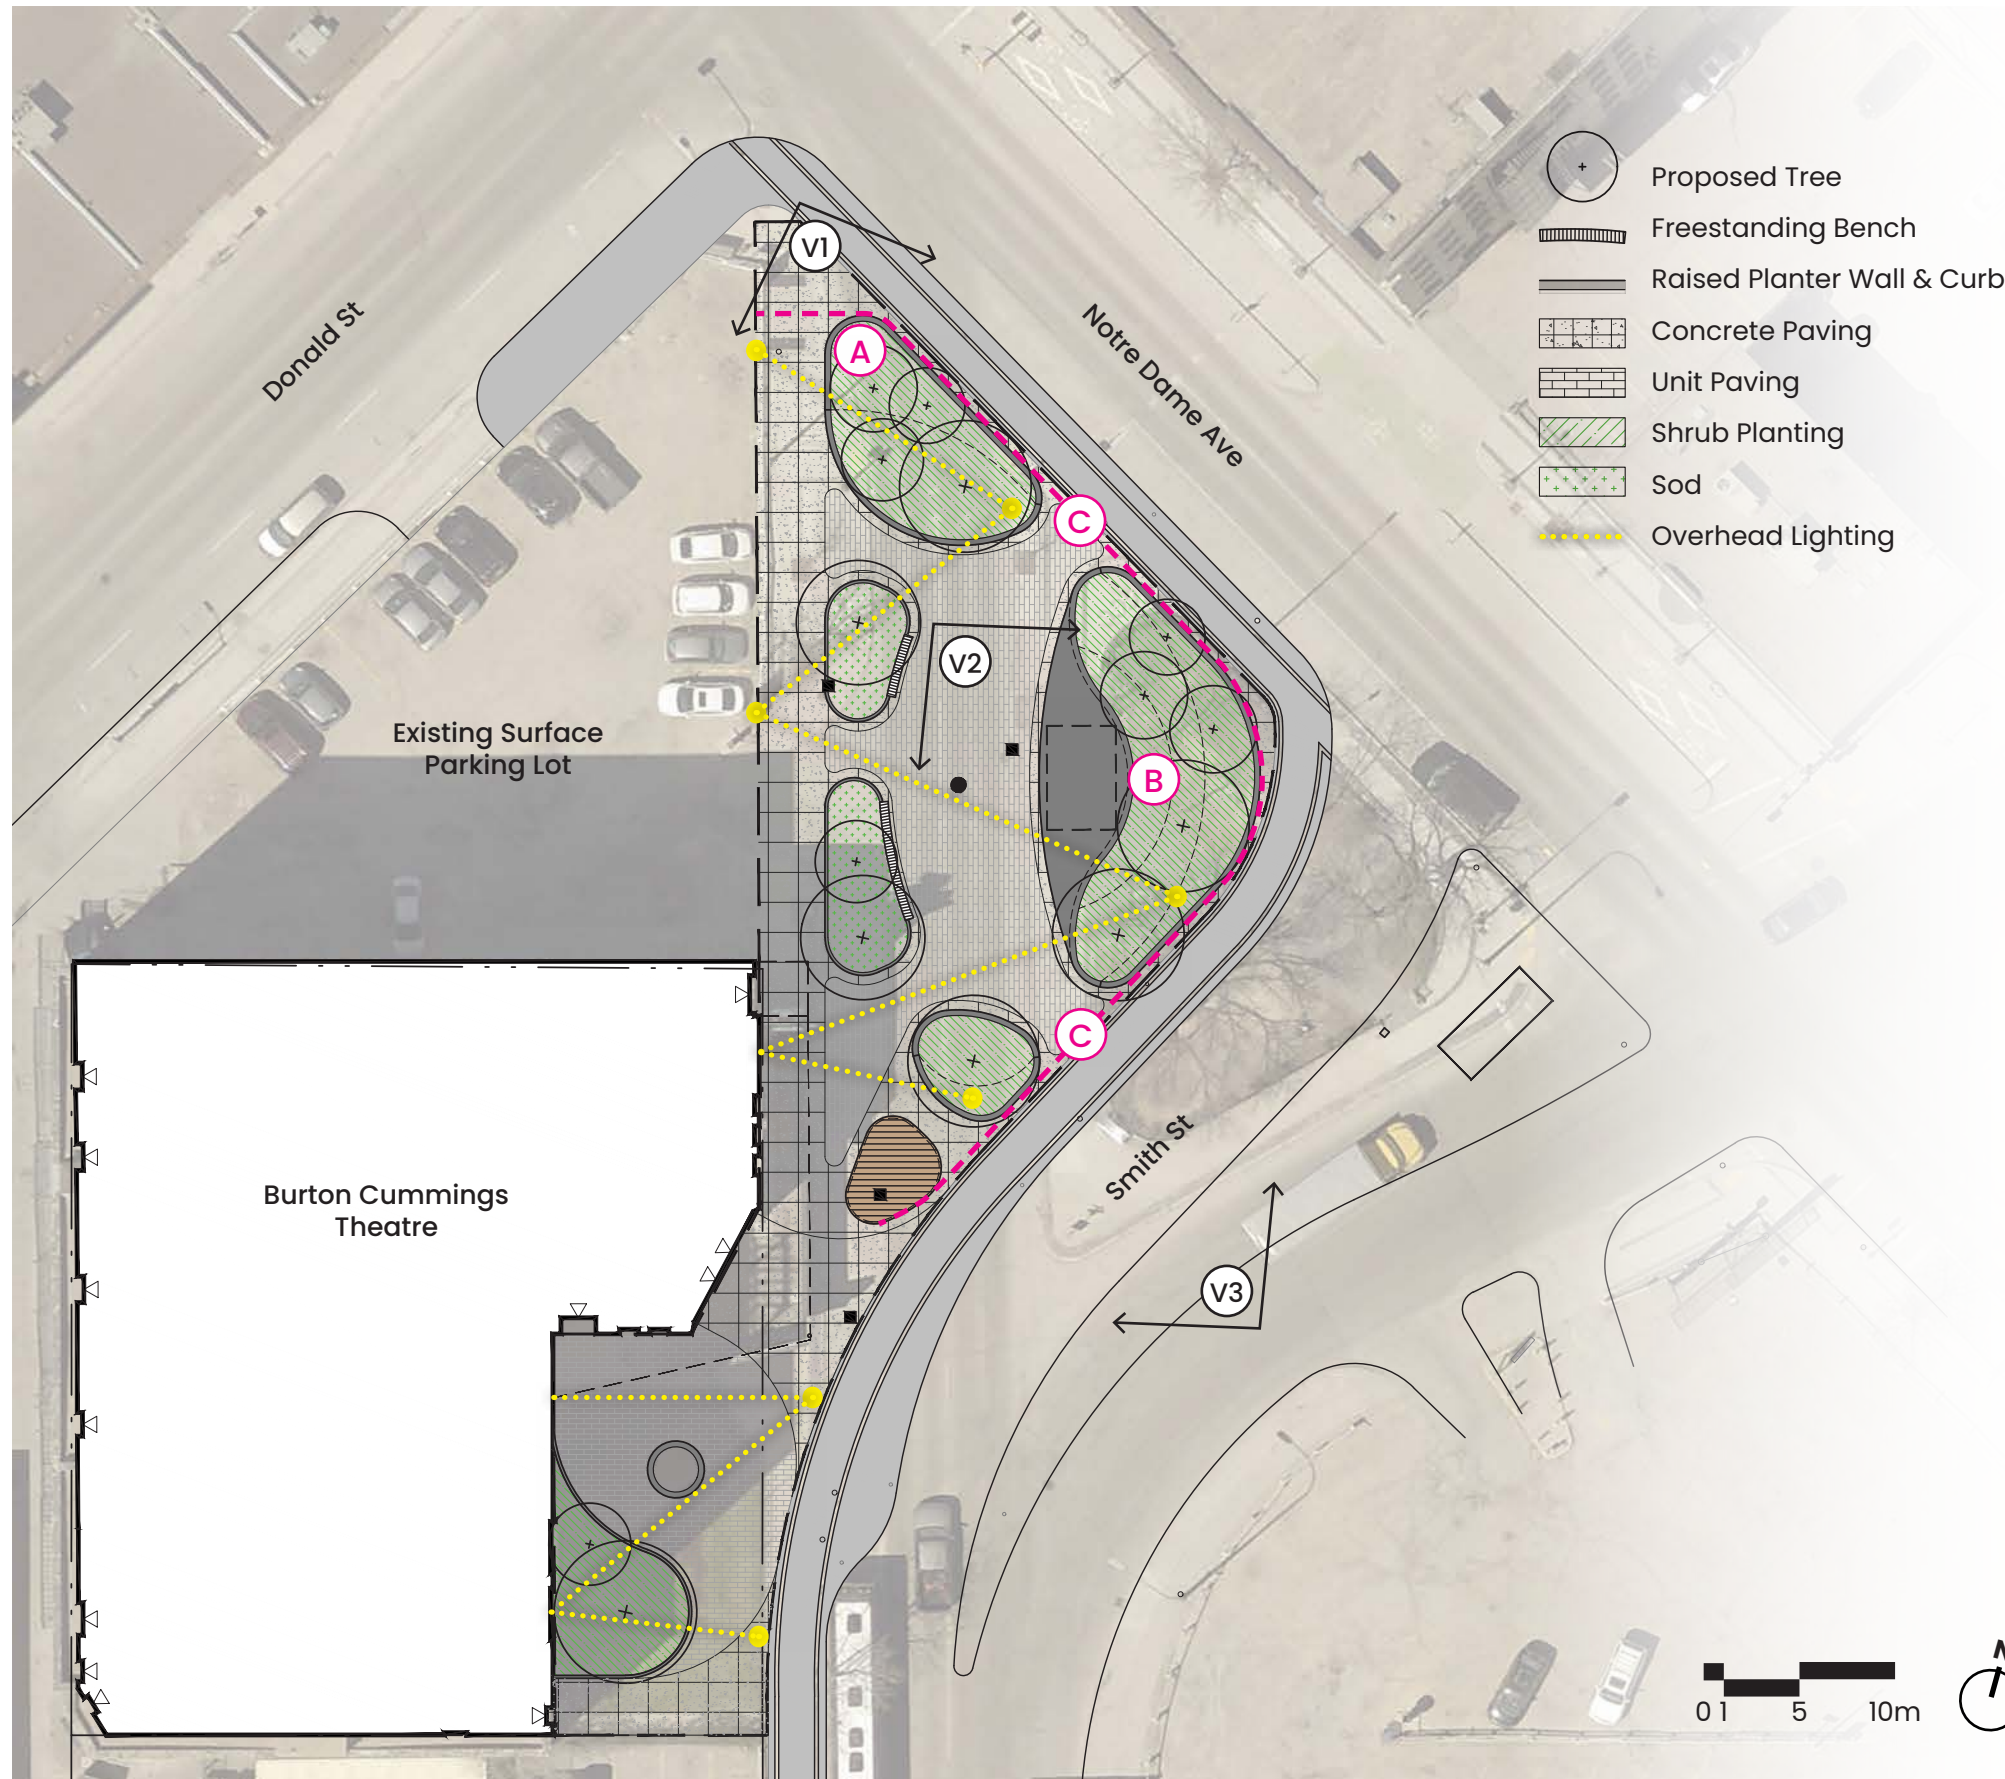 Proposed Tree
Freestanding Bench
Raised Planter Wall & Curb
Concrete Paving
Unit Paving
Shrub Planting
Sod
Overhead Lighting
Donald St
Notre Dame Ave
V1
A
C
V2
B
Existing Surface
Parking Lot
C
Smith St
Burton Cummings
Theatre
V3
0 1 5 10m
N